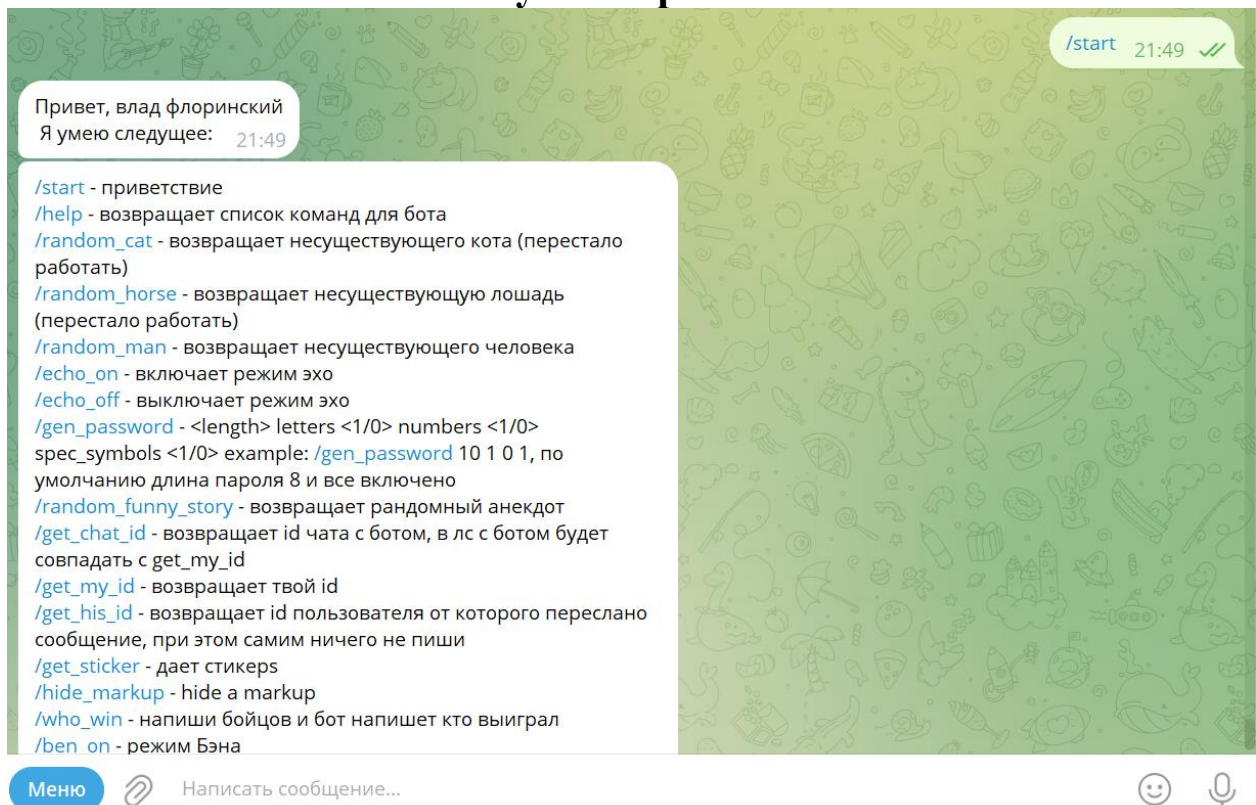 /start 21:49
Привет, влад флоринский
Я умею следущее: 21:49
/start - приветствие
/help - возвращает список команд для бота
/random_cat - возвращает несуществующего кота (перестало
работать)
/random_horse - возвращает несуществующую лошадь
(перестало работать)
/random_man - возвращает несуществующего человека
/echo_on - включает режим эхо
/echo_off - выключает режим эхо
/gen_password - <length> letters <1/0> numbers <1/0>
spec_symbols <1/0> example: /gen_password 10 1 0 1, по
умолчанию длина пароля 8 и все включено
/random_funny_story - возвращает рандомный анекдот
/get_chat_id - возвращает id чата с ботом, в лс с ботом будет
совпадать с get_my_id
/get_my_id - возвращает твой id
/get_his_id - возвращает id пользователя от которого переслано
сообщение, при этом самим ничего не пиши
/get_sticker - дает стикерs
/hide_markup - hide a markup
/who_win - напиши бойцов и бот напишет кто выиграл
/ben_on - режим Бэна
Меню Написать сообщение...